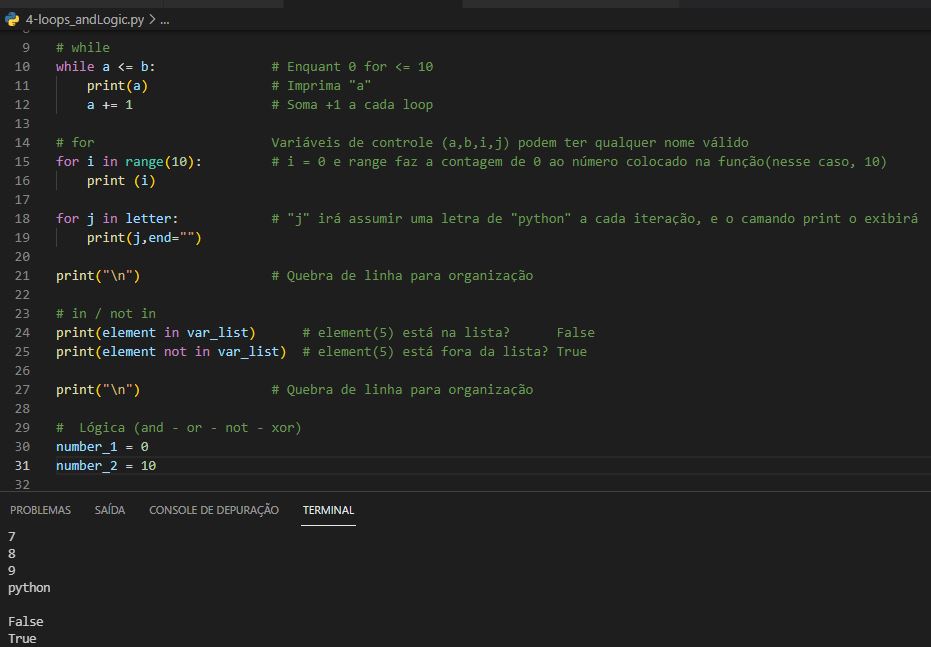 4-loops_andLogic.py > ...
9 # while
10 while a <= b: # Enquant 0 for <= 10
11 print(a) # Imprima "a"
12 a += 1 # Soma +1 a cada loop
13
14 # for Variáveis de controle (a,b,i,j) podem ter qualquer nome válido
15 for i in range(10): # i = 0 e range faz a contagem de 0 ao número colocado na função(nesse caso, 10)
16 print (i)
17
18 for j in letter: # "j" irá assumir uma letra de "python" a cada iteração, e o camando print o exibirá
19 print(j,end="")
20
21 print("\n") # Quebra de linha para organização
22
23 # in / not in
24 print(element in var_list) # element(5) está na lista? False
25 print(element not in var_list) # element(5) está fora da lista? True
26
27 print("\n") # Quebra de linha para organização
28
29 # Lógica (and - or - not - xor)
30 number_1 = 0
31 number_2 = 10
32
PROBLEMAS SAÍDA CONSOLE DE DEPURAÇÃO TERMINAL
7
8
9
python
False
True